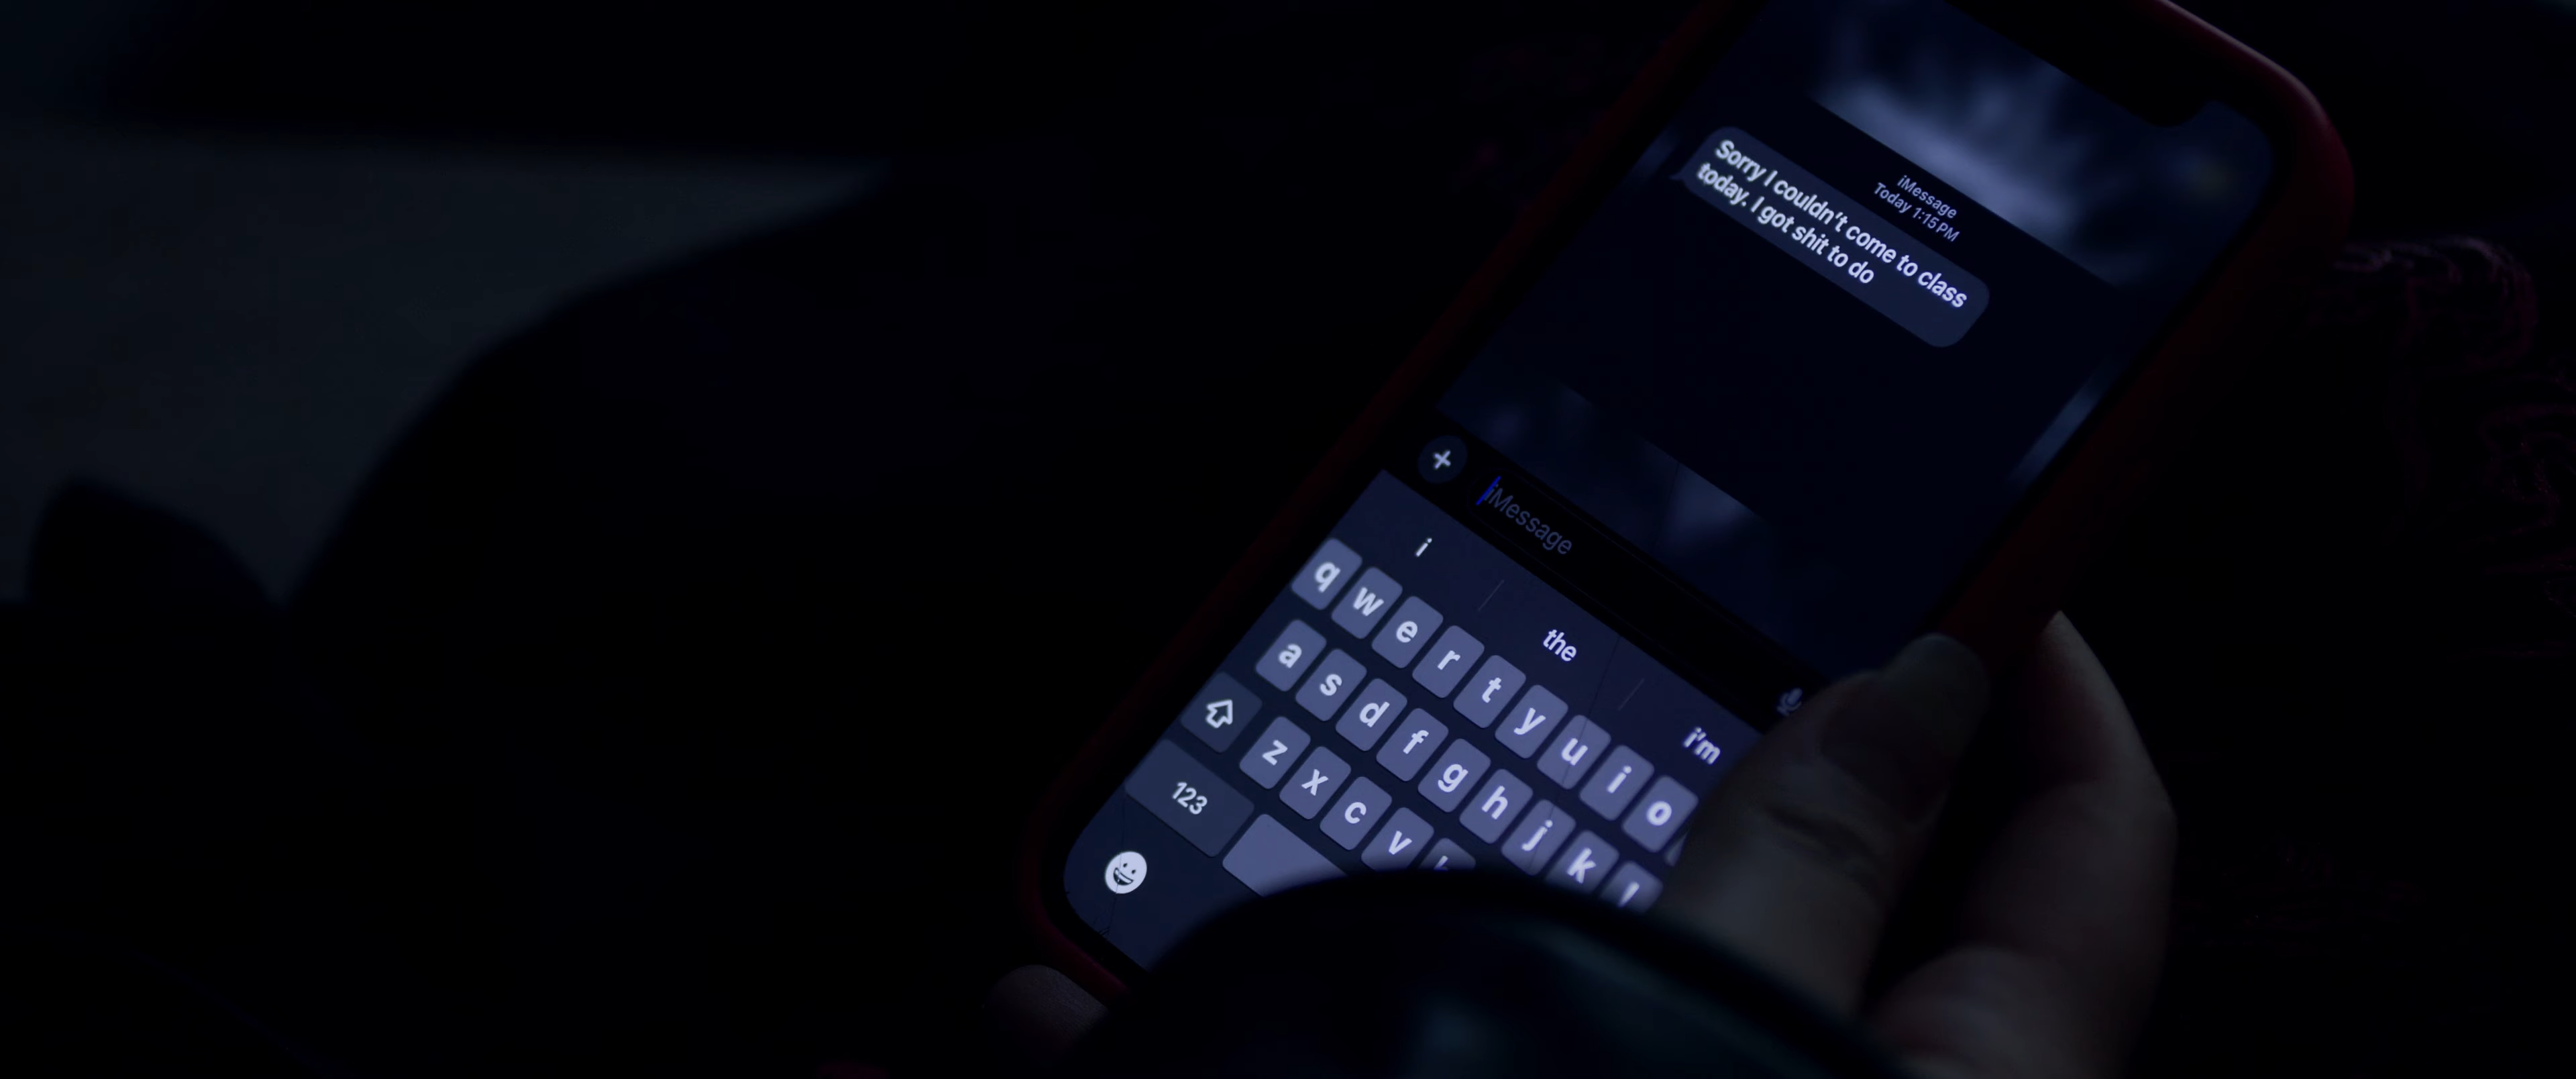 iMessage
Today 1:15 PM
Sorry I couldn't come to class
today. I got shit to do
iMessage
i
the
i'm
q w e r t y u i o
a s d f g h j k l
z x c v
123